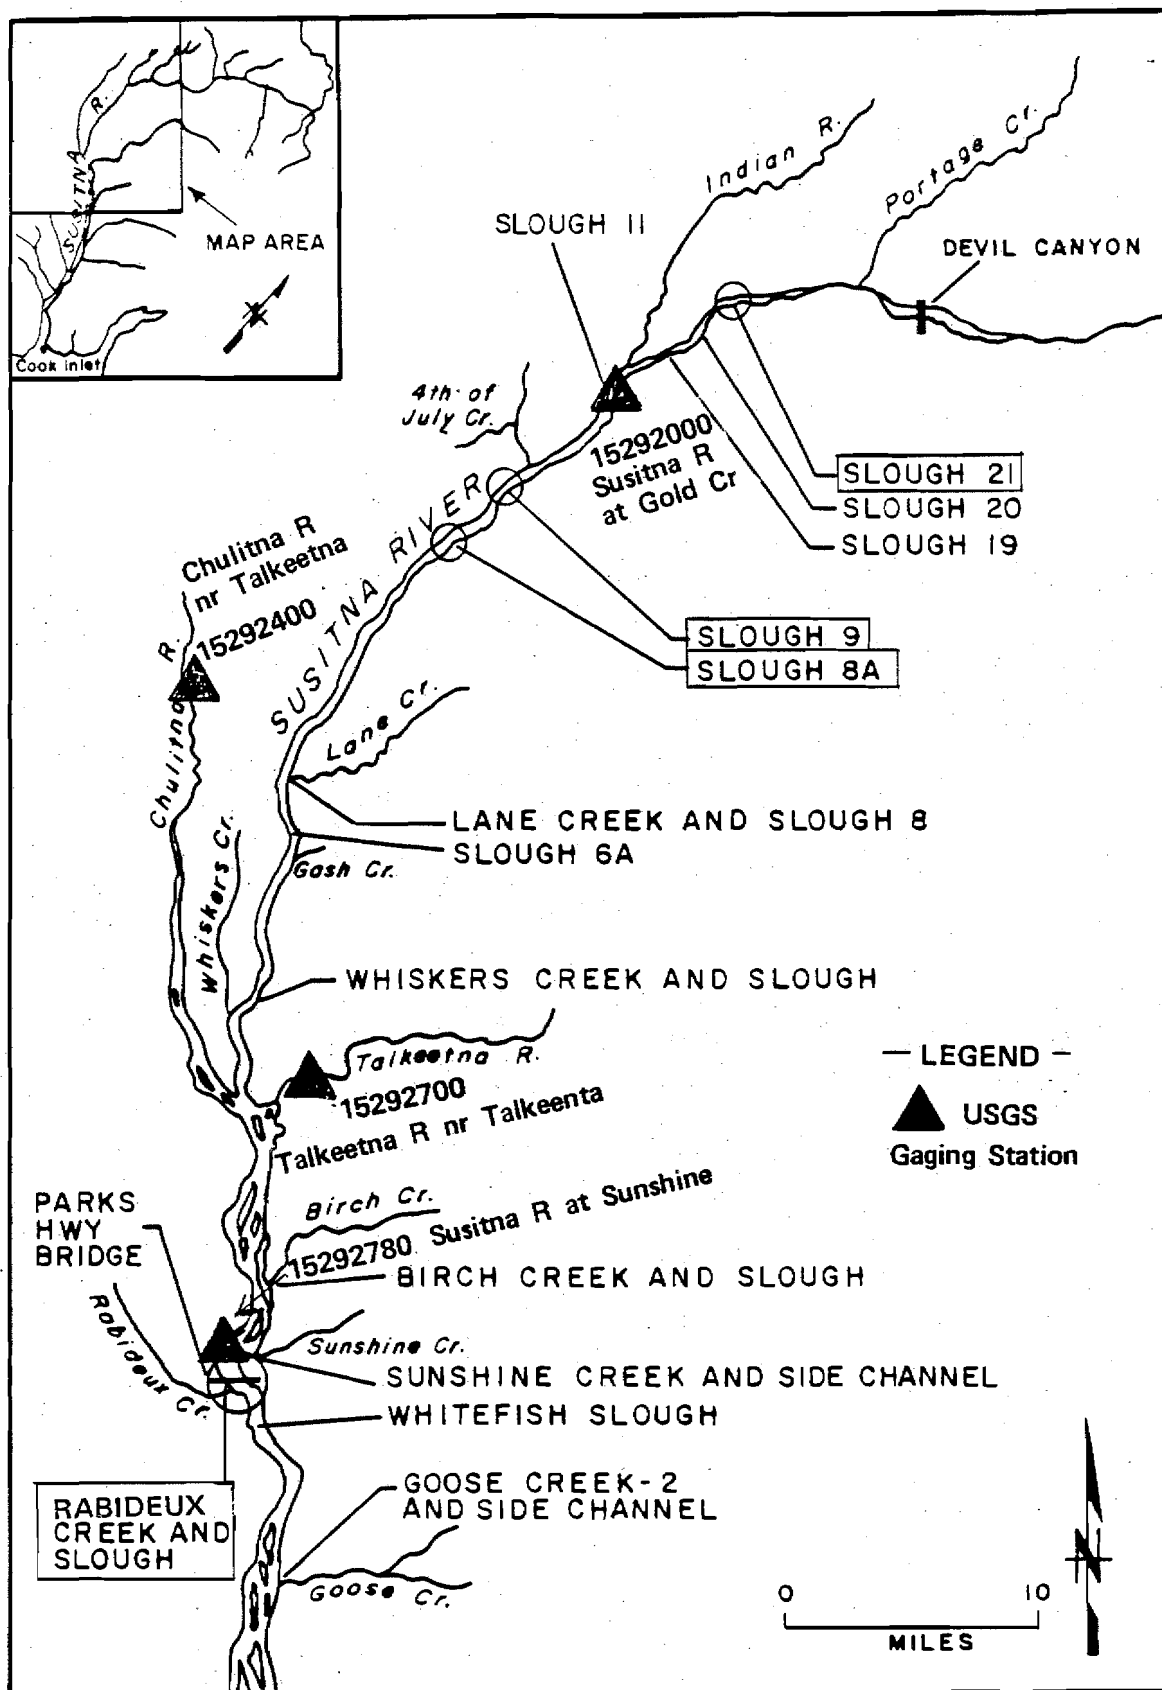 SUSITNA R.
MAP AREA
Cook Inlet
Indian R.
Portage Cr.
SLOUGH 11
DEVIL CANYON
4th of
July Cr.
15292000
Susitna R
at Gold Cr
SLOUGH 21
SLOUGH 20
SLOUGH 19
SUSITNA RIVER
Chulitna R
nr Talkeetna
15292400
SLOUGH 9
SLOUGH 8A
Chulitna R.
Lane Cr.
LANE CREEK AND SLOUGH 8
SLOUGH 6A
Gash Cr.
Whiskers Cr.
WHISKERS CREEK AND SLOUGH
Talkeetna R.
15292700
Talkeetna R nr Talkeenta
— LEGEND —
USGS
Gaging Station
PARKS
HWY
BRIDGE
Birch Cr.
15292780 Susitna R at Sunshine
BIRCH CREEK AND SLOUGH
Rabideux Cr.
Sunshine Cr.
SUNSHINE CREEK AND SIDE CHANNEL
WHITEFISH SLOUGH
RABIDEUX
CREEK AND
SLOUGH
GOOSE CREEK-2
AND SIDE CHANNEL
Goose Cr.
N
0 10
MILES